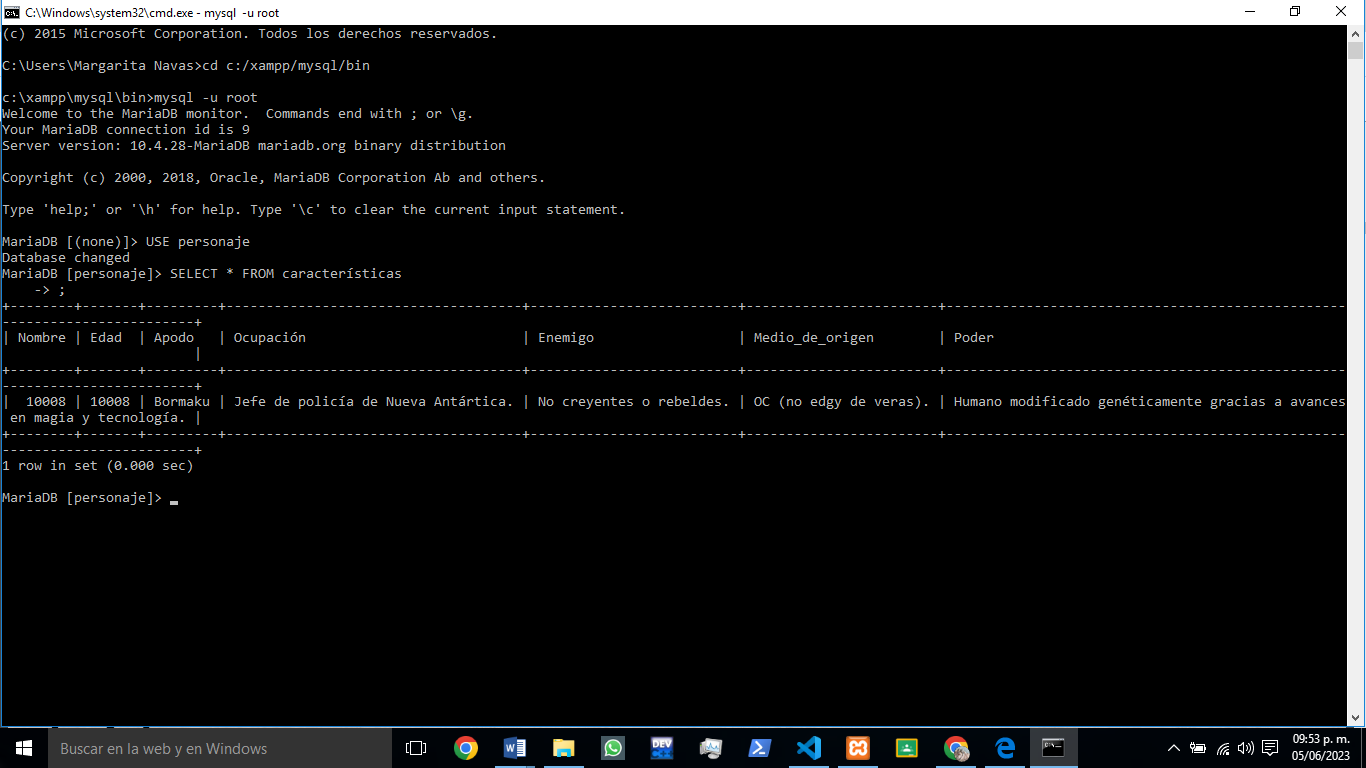 C:\Windows\system32\cmd.exe - mysql -u root
(c) 2015 Microsoft Corporation. Todos los derechos reservados.
C:\Users\Margarita Navas>cd c:/xampp/mysql/bin
c:\xampp\mysql\bin>mysql -u root
Welcome to the MariaDB monitor.  Commands end with ; or \g.
Your MariaDB connection id is 9
Server version: 10.4.28-MariaDB mariadb.org binary distribution
Copyright (c) 2000, 2018, Oracle, MariaDB Corporation Ab and others.
Type 'help;' or '\h' for help. Type '\c' to clear the current input statement.
MariaDB [(none)]> USE personaje
Database changed
MariaDB [personaje]> SELECT * FROM características
    -> ;
+--------+-------+---------+-------------------------------------+--------------------------+------------------------+--------------------------------------------------
------------------------+
| Nombre | Edad  | Apodo   | Ocupación                           | Enemigo                  | Medio_de_origen        | Poder
                        |
+--------+-------+---------+-------------------------------------+--------------------------+------------------------+--------------------------------------------------
------------------------+
|  10008 | 10008 | Bormaku | Jefe de policía de Nueva Antártica. | No creyentes o rebeldes. | OC (no edgy de veras). | Humano modificado genéticamente gracias a avances
 en magia y tecnología. |
+--------+-------+---------+-------------------------------------+--------------------------+------------------------+--------------------------------------------------
------------------------+
1 row in set (0.000 sec)
MariaDB [personaje]> _
Buscar en la web y en Windows
DEV
09:53 p. m.
05/06/2023